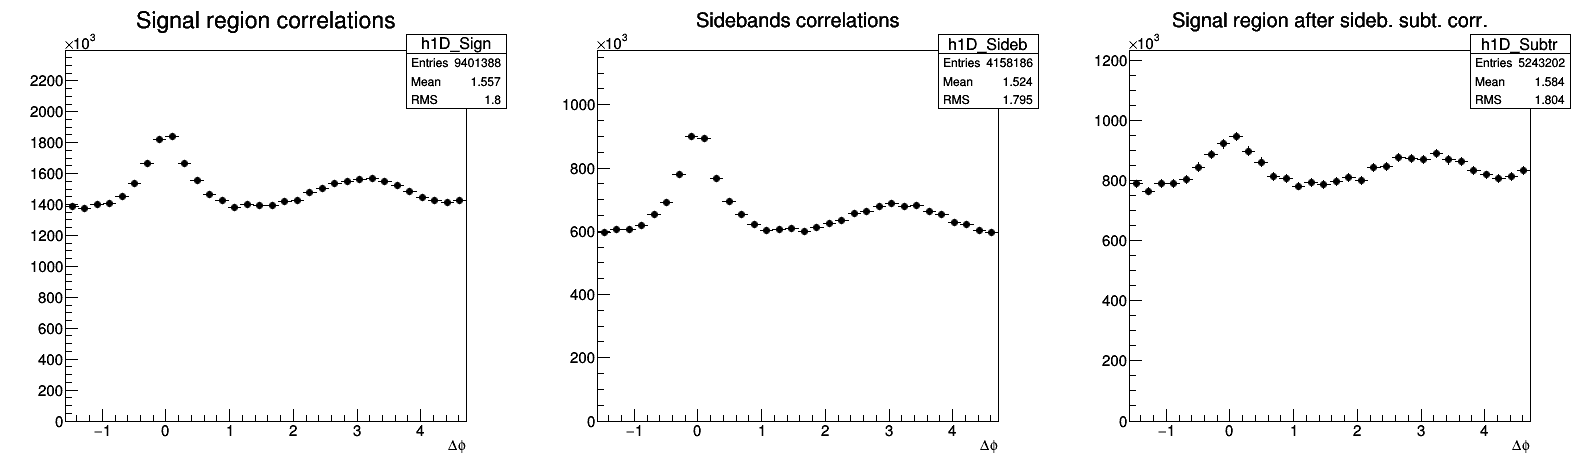 Signal region correlations
×10³
h1D_Sign
Entries 9401388
Mean 1.557
RMS 1.8
2200
2000
1800
1600
1400
1200
1000
800
600
400
200
0
−1 0 1 2 3 4
Δφ
Sidebands correlations
×10³
h1D_Sideb
Entries 4158186
Mean 1.524
RMS 1.795
1000
800
600
400
200
0
−1 0 1 2 3 4
Δφ
Signal region after sideb. subt. corr.
×10³
h1D_Subtr
Entries 5243202
Mean 1.584
RMS 1.804
1200
1000
800
600
400
200
0
−1 0 1 2 3 4
Δφ